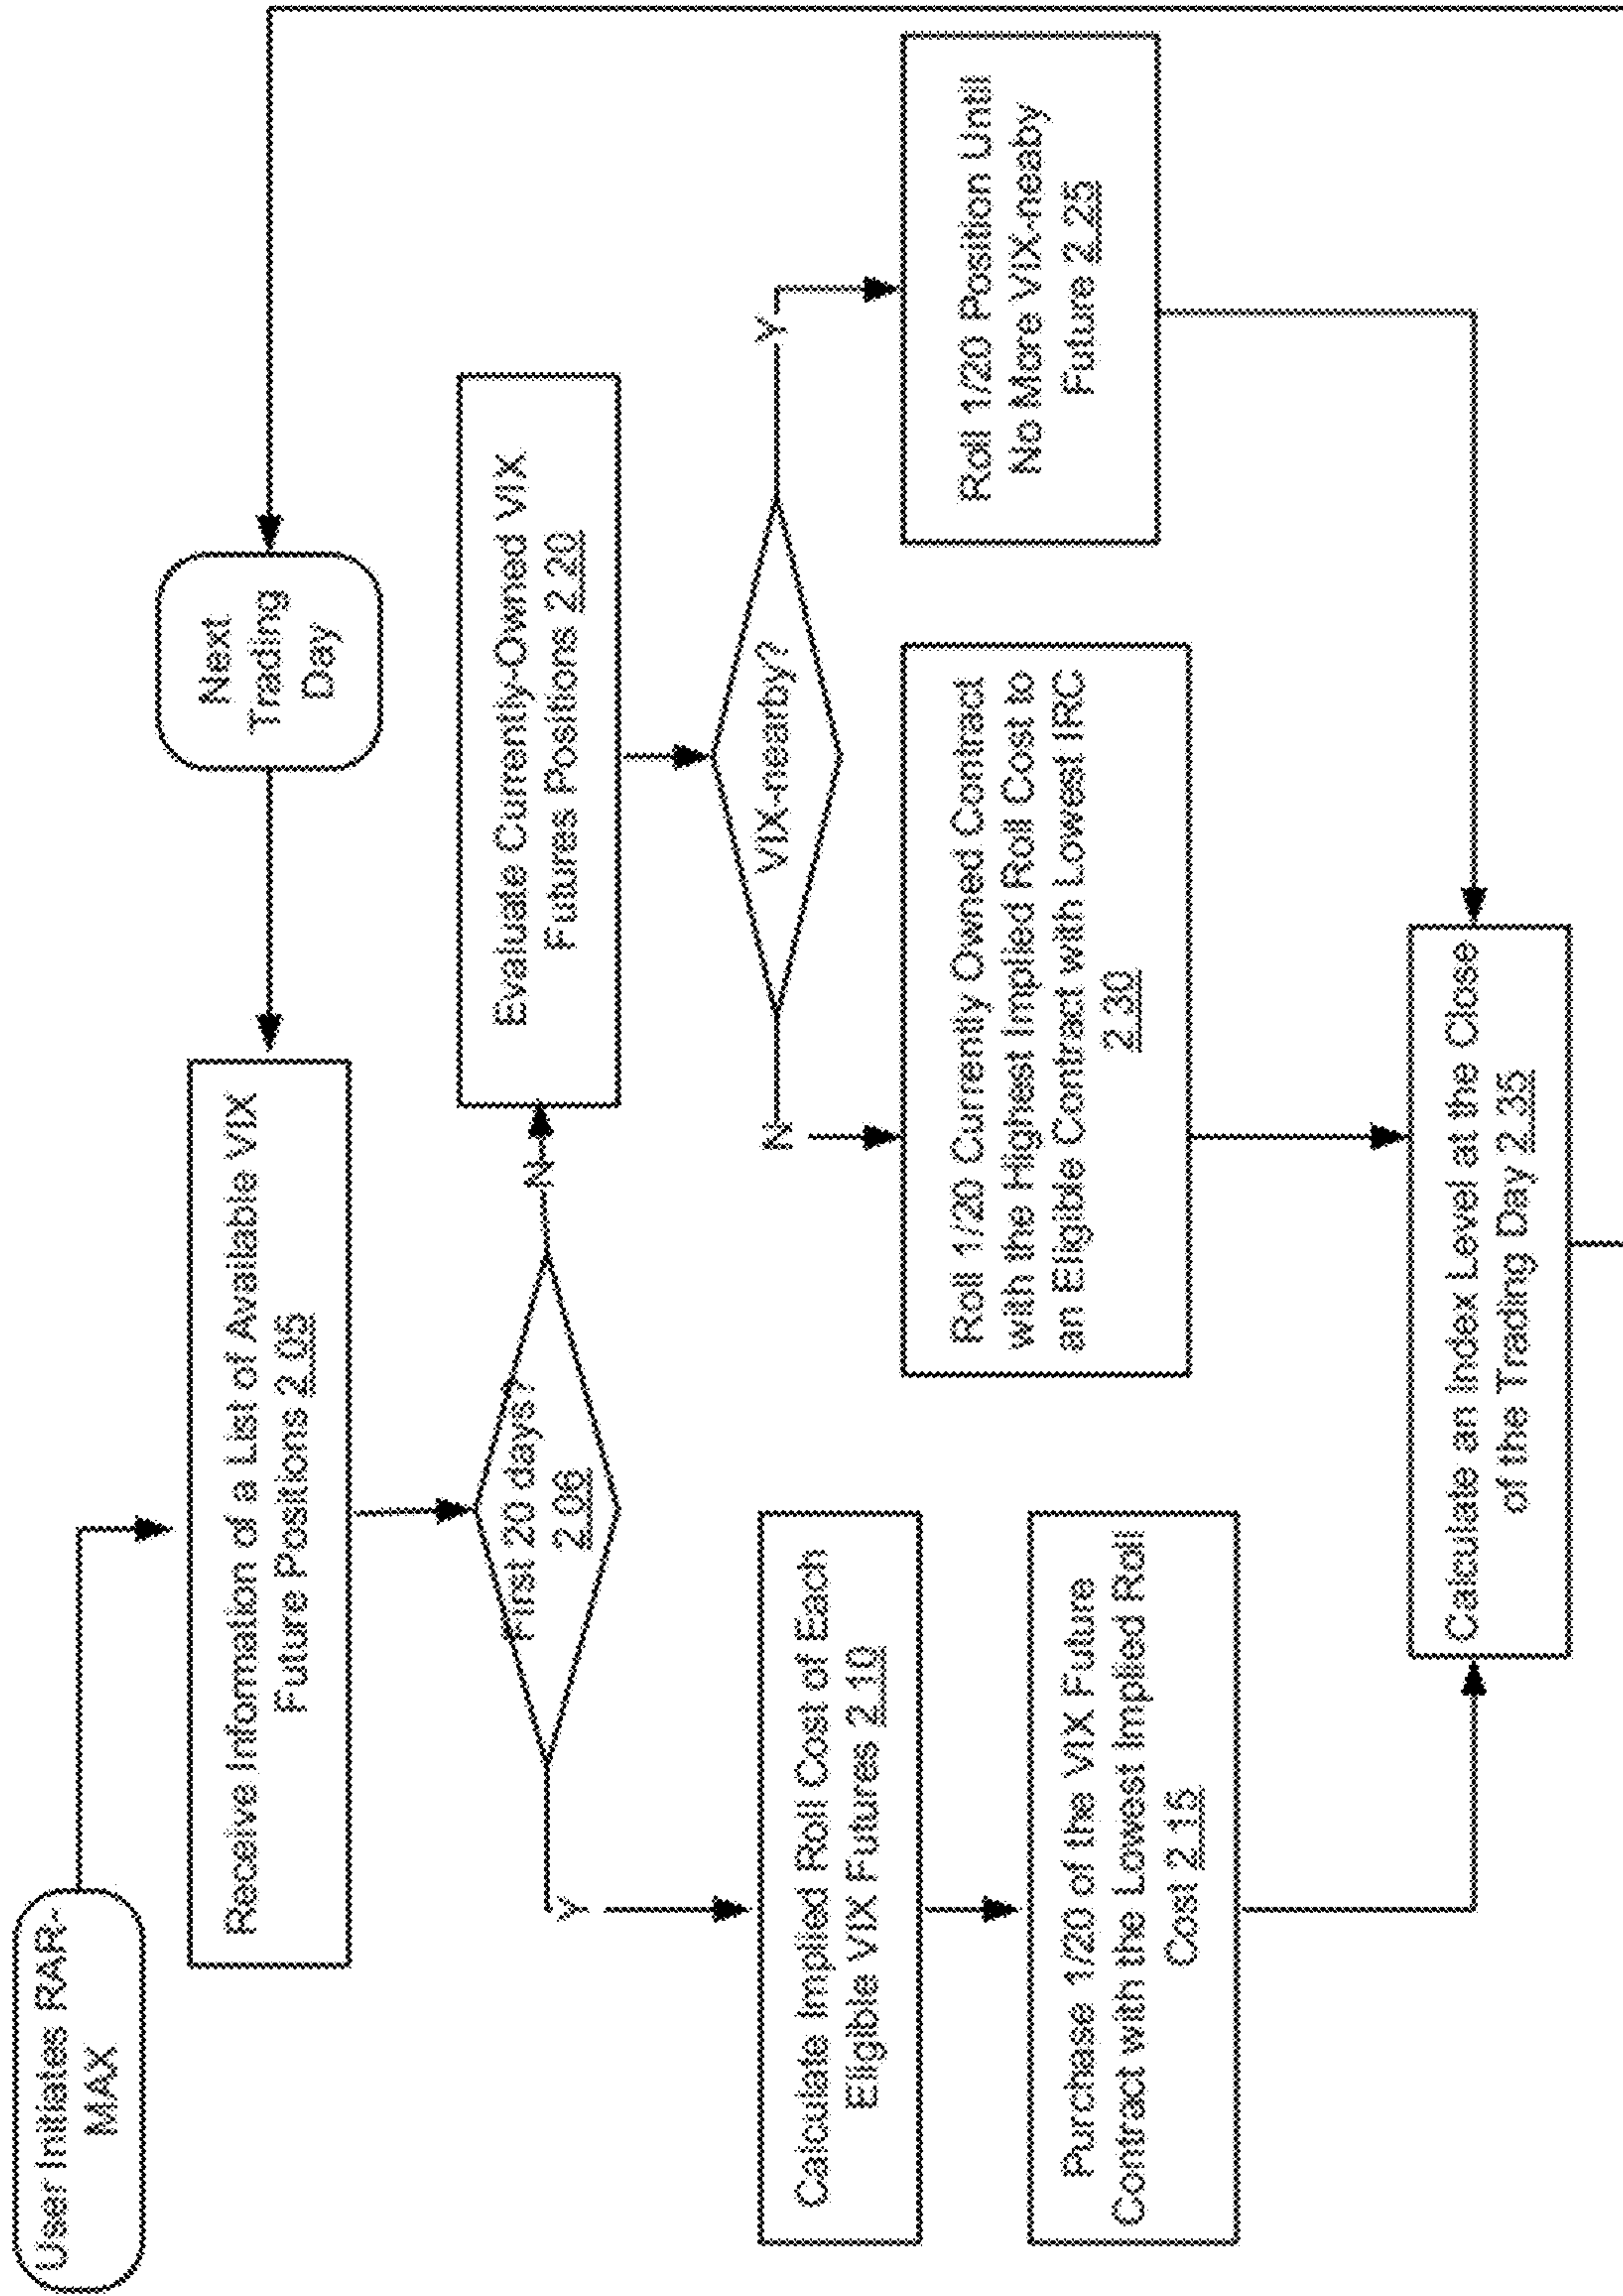 User Initiates RAR-
MAX
Next
Trading
Day
Receive Information of a List of Available VIX
Future Positions 2.05
First 20 days?
2.06
N
Evaluate Currently-Owned VIX
Futures Positions 2.20
Y
VIX-nearby?
N
Y
Calculate Implied Roll Cost of Each
Eligible VIX Futures 2.10
Roll 1/20 Currently Owned Contract
with the Highest Implied Roll Cost to
an Eligible Contract with Lowest IRC
2.30
Roll 1/20 Position Until
No More VIX-neaby
Future 2.25
Purchase 1/20 of the VIX Future
Contract with the Lowest Implied Roll
Cost 2.15
Calculate an Index Level at the Close
of the Trading Day 2.35